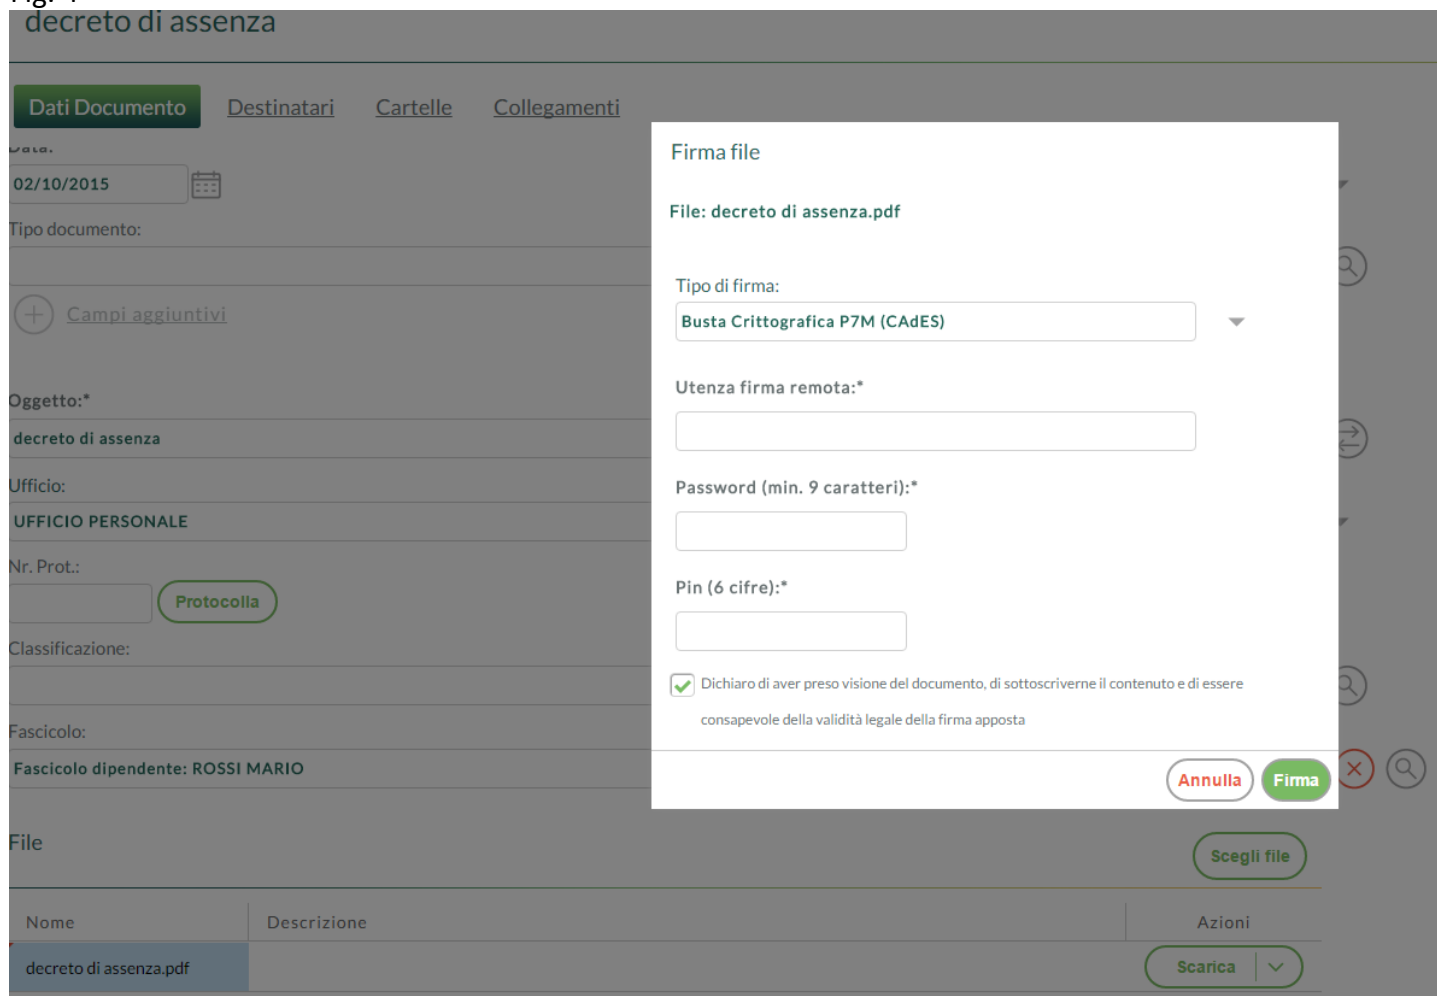 decreto di assenza
Dati Documento Destinatari Cartelle Collegamenti
Data:
02/10/2015
Tipo documento:
Campi aggiuntivi
Oggetto:*
decreto di assenza
Ufficio:
UFFICIO PERSONALE
Nr. Prot.:
Protocolla
Classificazione:
Fascicolo:
Fascicolo dipendente: ROSSI MARIO
Firma file
File: decreto di assenza.pdf
Tipo di firma:
Busta Crittografica P7M (CAdES)
Utenza firma remota:*
Password (min. 9 caratteri):*
Pin (6 cifre):*
Dichiaro di aver preso visione del documento, di sottoscriverne il contenuto e di essere
consapevole della validità legale della firma apposta
Annulla Firma
File
Scegli file
Nome Descrizione Azioni
decreto di assenza.pdf Scarica